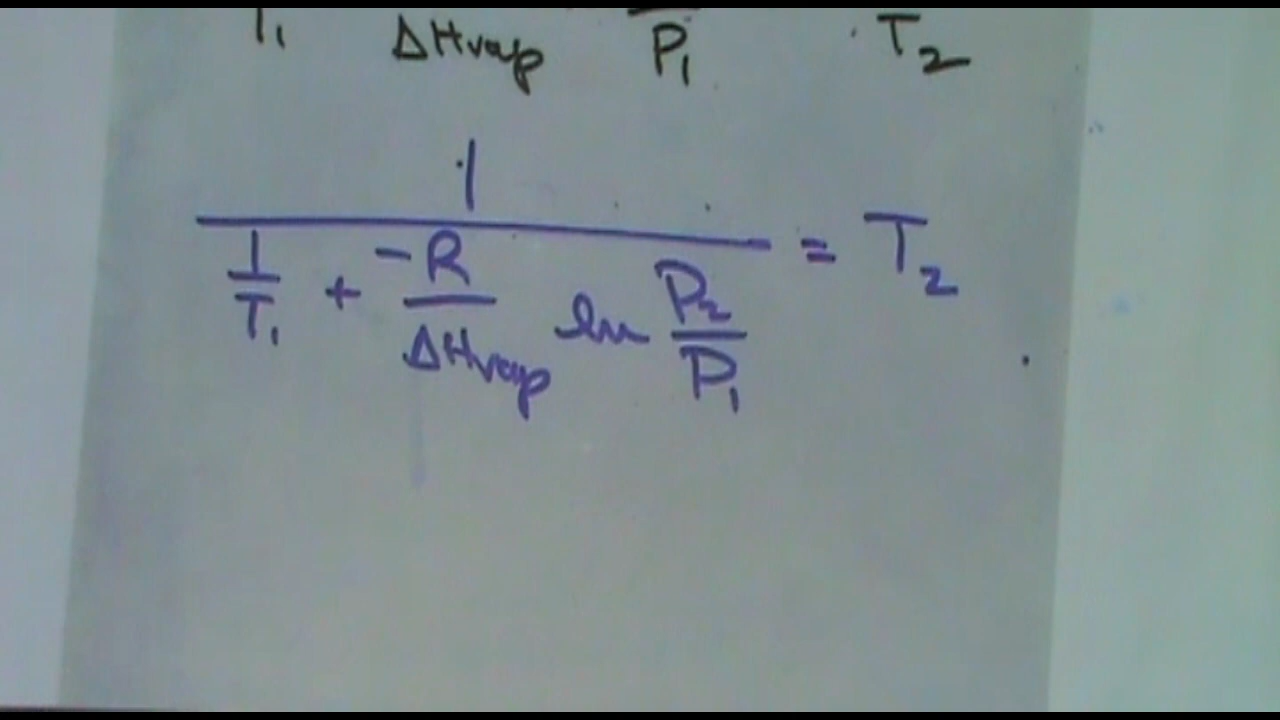 T₁ ΔHvap P₁ T₂
1
1/T₁ + -R/ΔHvap ln P₂/P₁ = T₂